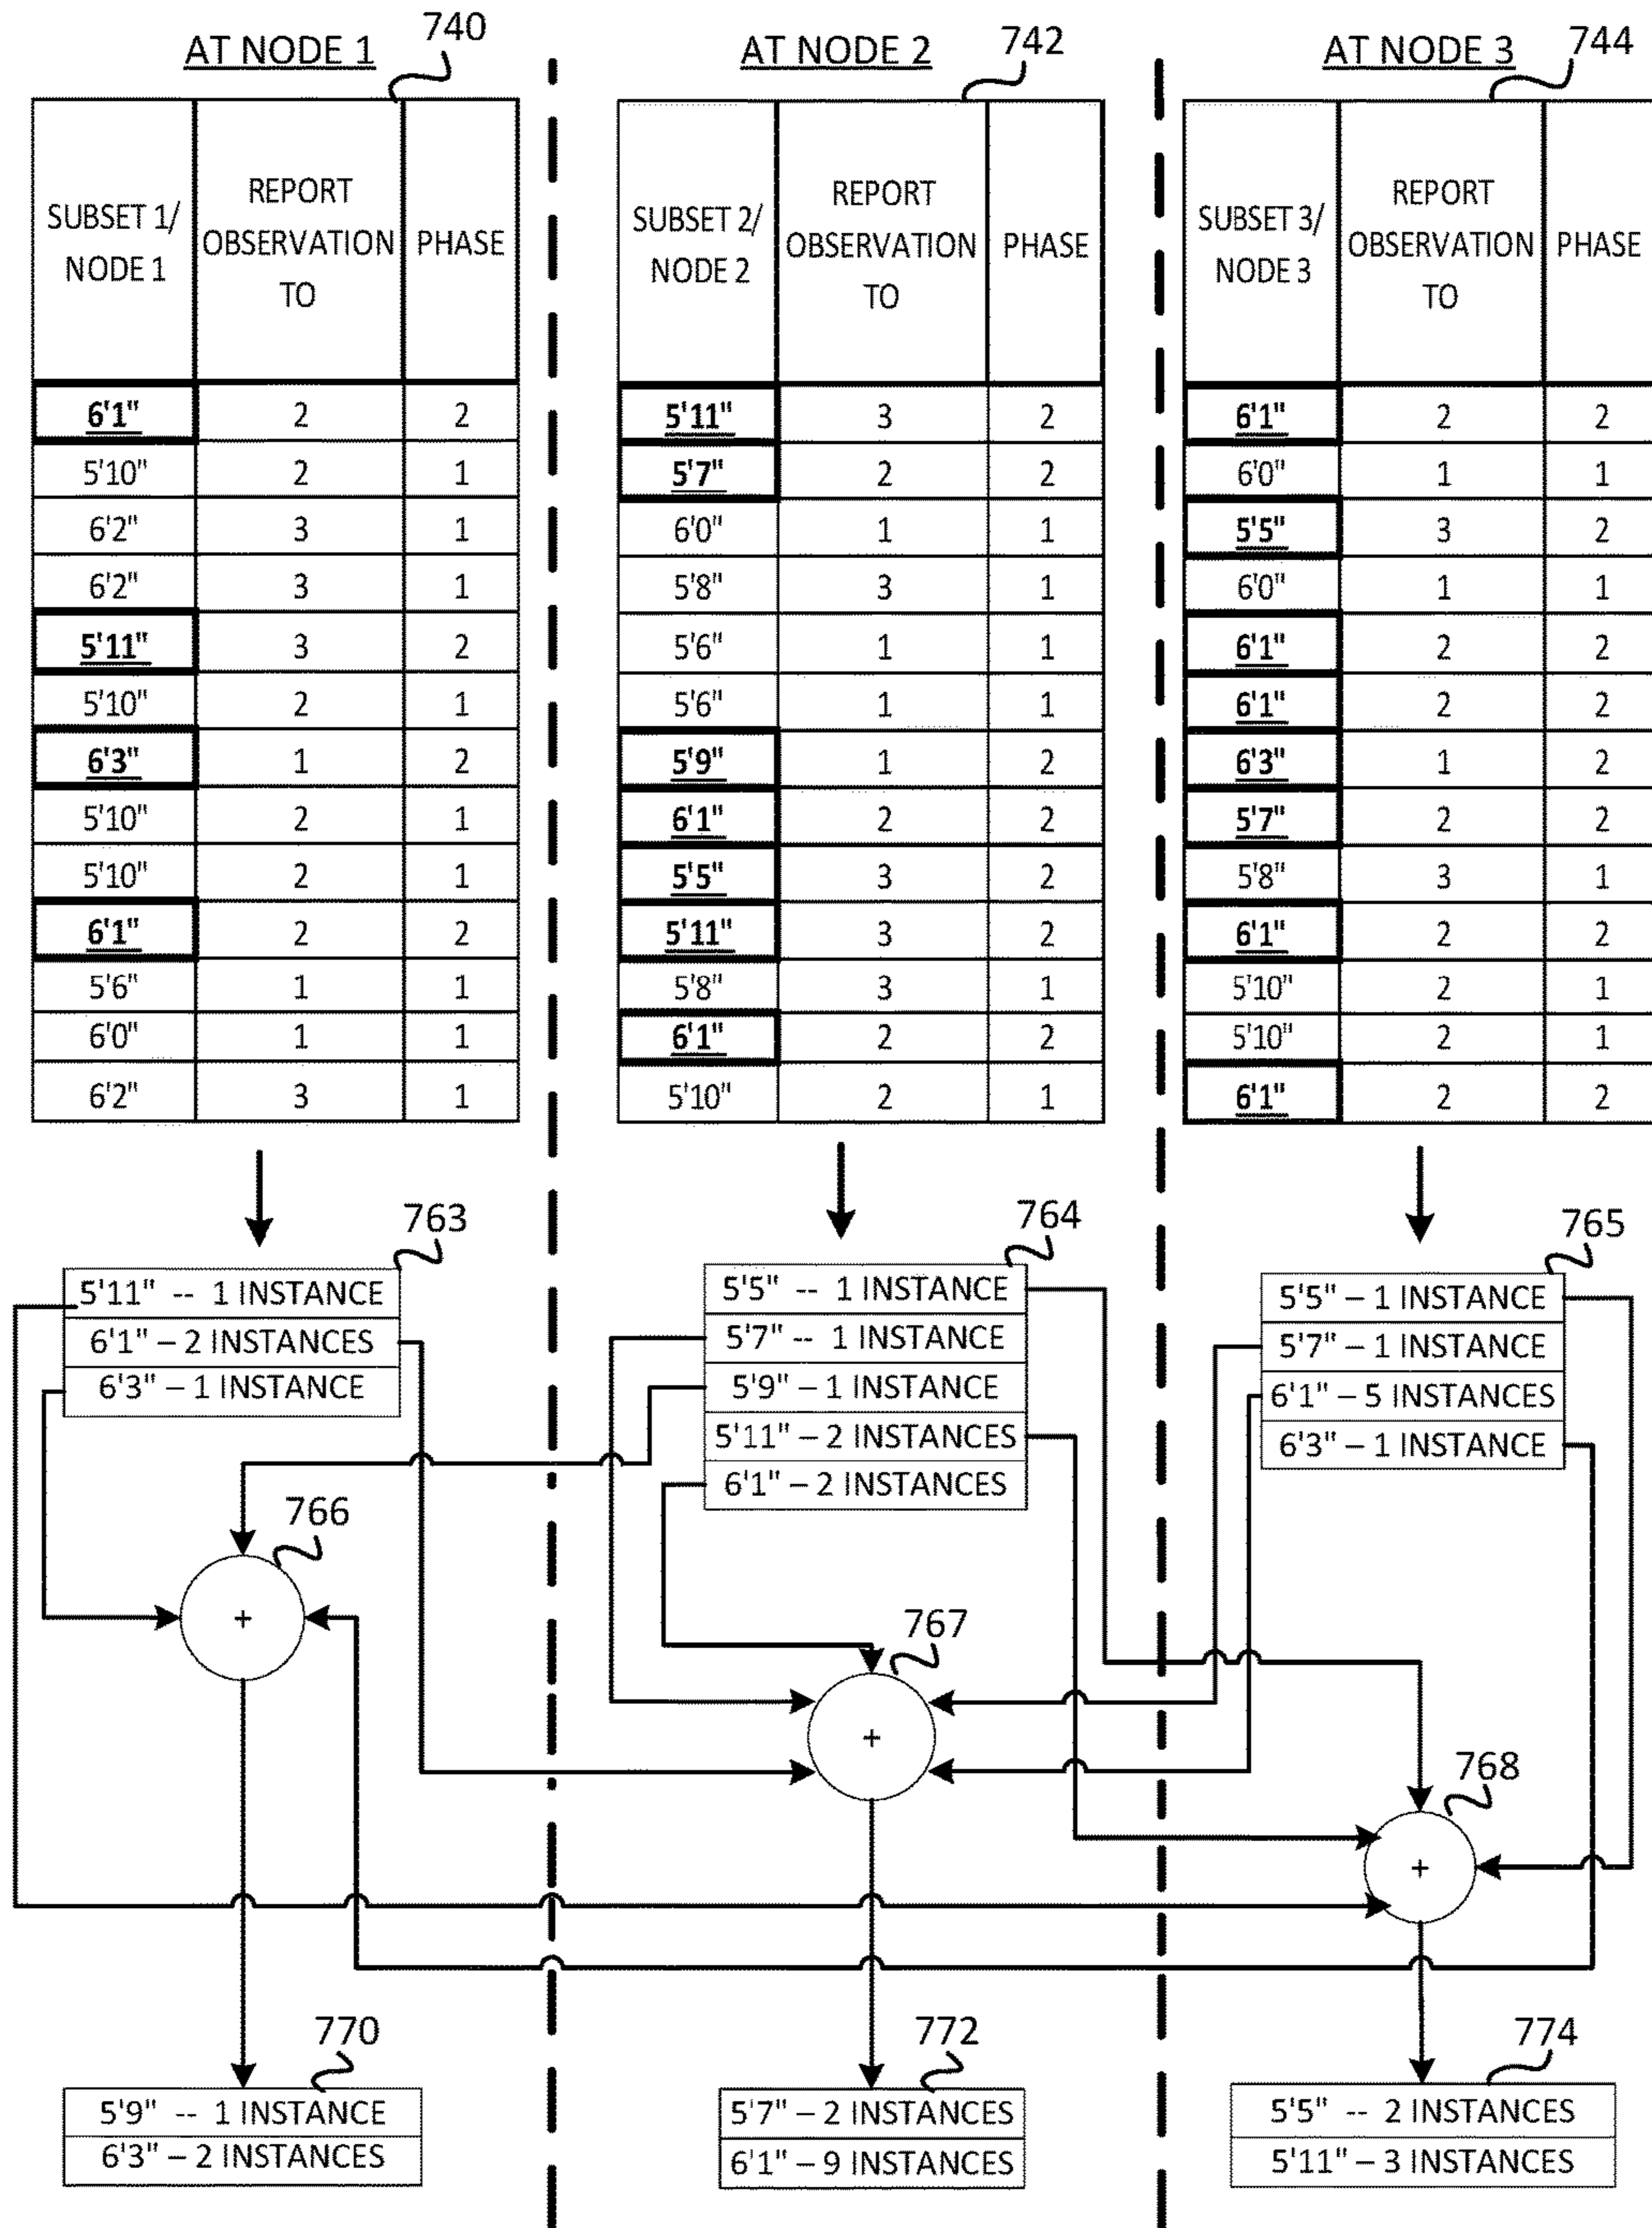 740
742
744
AT NODE 1
AT NODE 2
AT NODE 3
SUBSET 1/
NODE 1
REPORT
OBSERVATION
TO
PHASE
6'1" 2 2
5'10" 2 1
6'2" 3 1
6'2" 3 1
5'11" 3 2
5'10" 2 1
6'3" 1 2
5'10" 2 1
5'10" 2 1
6'1" 2 2
5'6" 1 1
6'0" 1 1
6'2" 3 1
SUBSET 2/
NODE 2
REPORT
OBSERVATION
TO
PHASE
5'11" 3 2
5'7" 2 2
6'0" 1 1
5'8" 3 1
5'6" 1 1
5'6" 1 1
5'9" 1 2
6'1" 2 2
5'5" 3 2
5'11" 3 2
5'8" 3 1
6'1" 2 2
5'10" 2 1
SUBSET 3/
NODE 3
REPORT
OBSERVATION
TO
PHASE
6'1" 2 2
6'0" 1 1
5'5" 3 2
6'0" 1 1
6'1" 2 2
6'1" 2 2
6'3" 1 2
5'7" 2 2
5'8" 3 1
6'1" 2 2
5'10" 2 1
5'10" 2 1
6'1" 2 2
763
5'11" -- 1 INSTANCE
6'1" – 2 INSTANCES
6'3" – 1 INSTANCE
764
5'5" -- 1 INSTANCE
5'7" -- 1 INSTANCE
5'9" – 1 INSTANCE
5'11" – 2 INSTANCES
6'1" – 2 INSTANCES
765
5'5" – 1 INSTANCE
5'7" – 1 INSTANCE
6'1" – 5 INSTANCES
6'3" – 1 INSTANCE
766
+
767
+
768
+
770
5'9" -- 1 INSTANCE
6'3" – 2 INSTANCES
772
5'7" – 2 INSTANCES
6'1" – 9 INSTANCES
774
5'5" -- 2 INSTANCES
5'11" – 3 INSTANCES